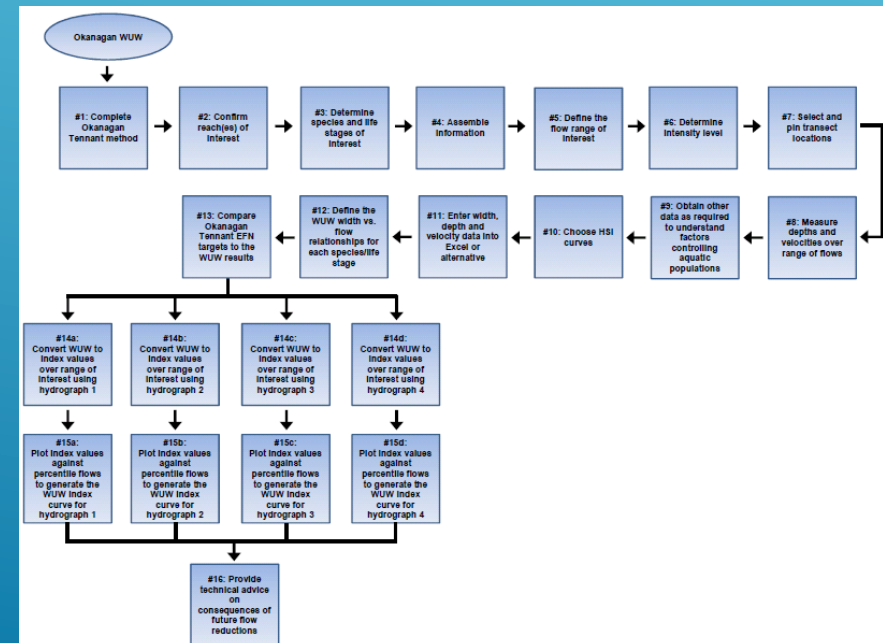 Okanagan WUW
#1: Complete
Okanagan
Tennant method
#2: Confirm
reach(es) of
Interest
#3: Determine
species and life
stages of
Interest
#4: Assemble
Information
#5: Define the
flow range of
Interest
#6: Determine
Intensity level
#7: Select and
pin transect
locations
#8: Measure
depths and
velocities over
range of flows
#9: Obtain other
data as required
to understand
factors
controlling
aquatic
populations
#10: Choose HSI
curves
#11: Enter width,
depth and
velocity data into
Excel or
alternative
#12: Define the
WUW width vs.
flow
relationships for
each species/life
stage
#13: Compare
Okanagan
Tennant EFN
targets to the
WUW results
#14a:
Convert WUW to
Index values
over range of
Interest using
hydrograph 1
#14b:
Convert WUW to
Index values
over range of
Interest using
hydrograph 2
#14c:
Convert WUW to
Index values
over range of
Interest using
hydrograph 3
#14d:
Convert WUW to
Index values
over range of
Interest using
hydrograph 4
#15a:
Plot Index values
against
percentile flows
to generate the
WUW Index
curve for
hydrograph 1
#15b:
Plot Index values
against
percentile flows
to generate the
WUW Index
curve for
hydrograph 2
#15c:
Plot Index values
against
percentile flows
to generate the
WUW Index
curve for
hydrograph 3
#15d:
Plot Index values
against
percentile flows
to generate the
WUW Index
curve for
hydrograph 4
#16: Provide
technical advice
on
consequences of
future flow
reductions